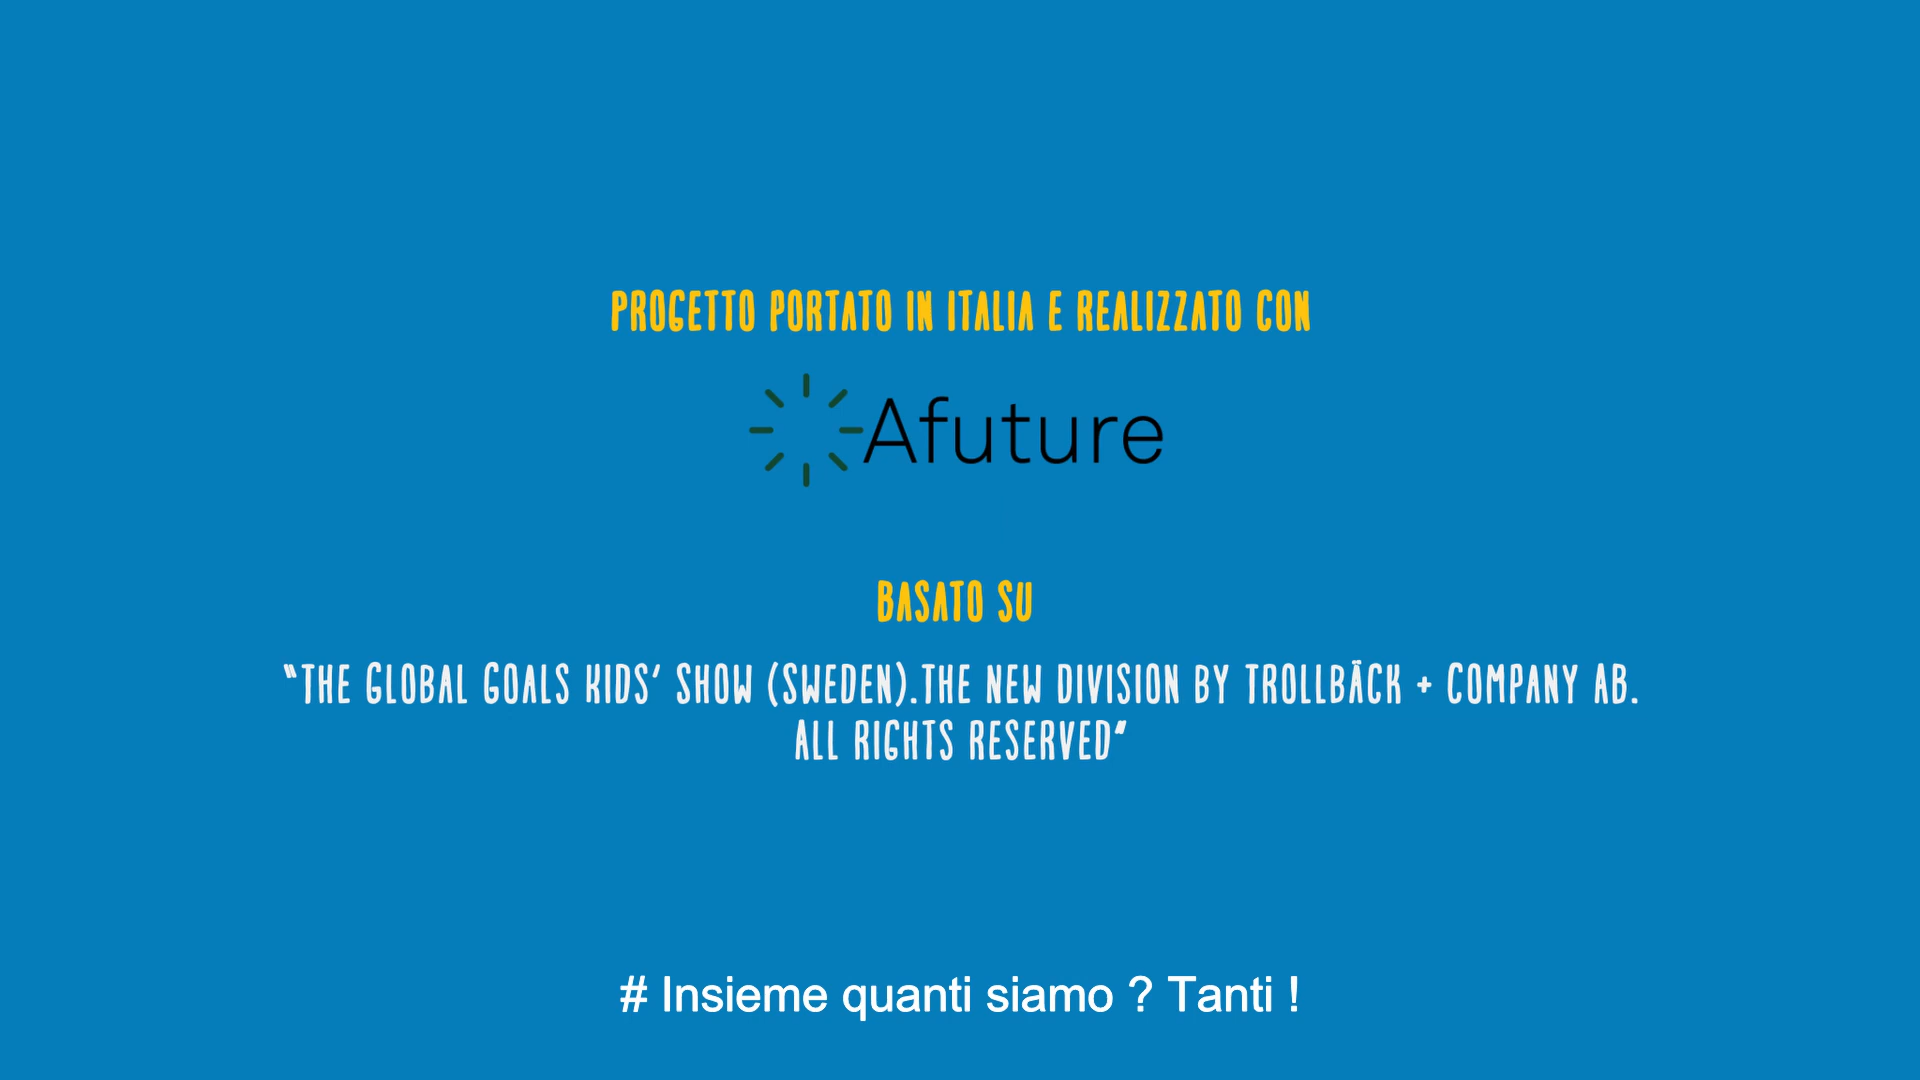 PROGETTO PORTATO IN ITALIA E REALIZZATO CON
Afuture
BASATO SU
“THE GLOBAL GOALS KIDS’ SHOW (SWEDEN).THE NEW DIVISION BY TROLLBÄCK + COMPANY AB.
ALL RIGHTS RESERVED“
# Insieme quanti siamo ? Tanti !